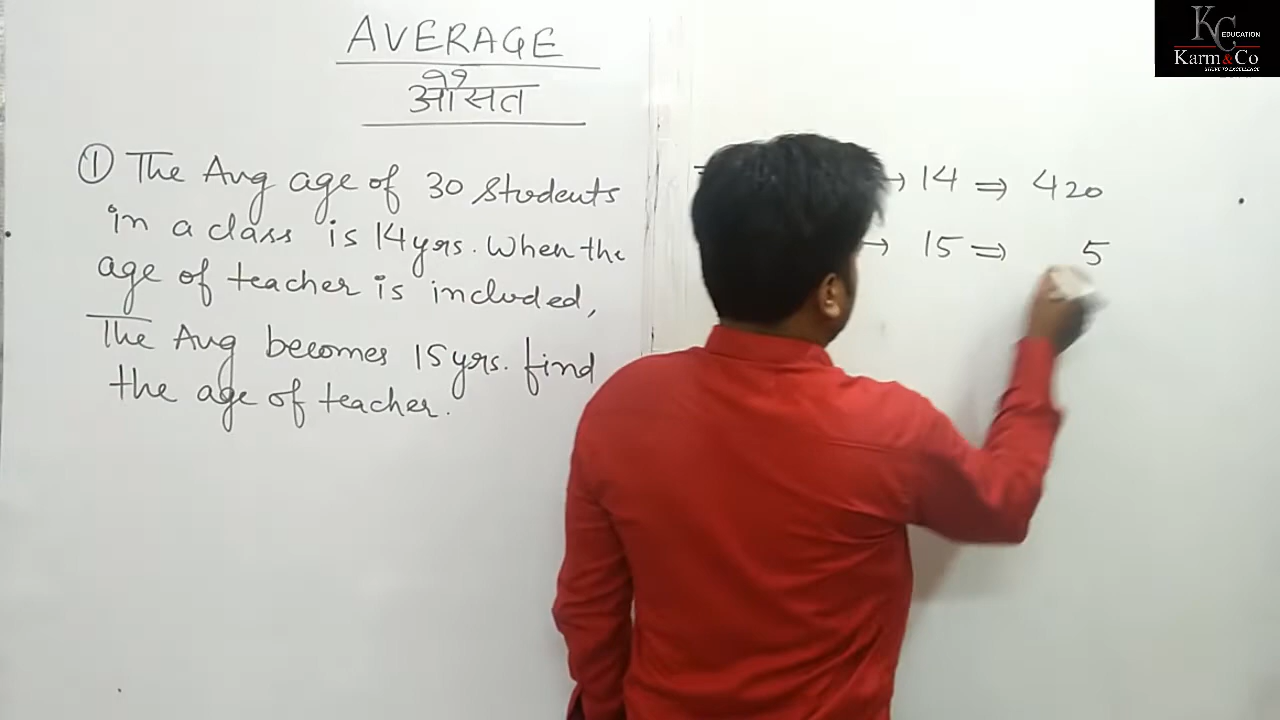 AVERAGE
औसत
① The Avg age of 30 Students
in a class is 14yrs. When the
age of teacher is included,
The Avg becomes 15yrs. find
the age of teacher.
→ 14 ⇒ 420
→ 15 ⇒ 5
KC EDUCATION
Karm&Co